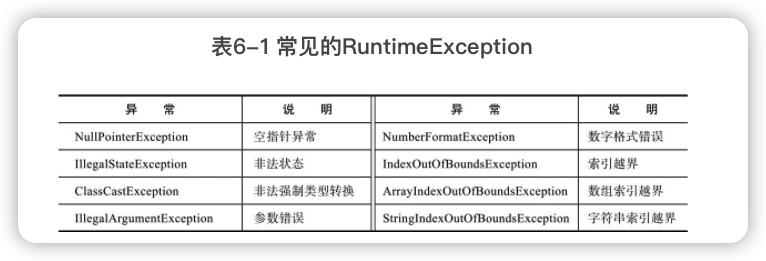 表6-1 常见的RuntimeException
异 常 说 明 异 常 说 明
NullPointerException 空指针异常 NumberFormatException 数字格式错误
IllegalStateException 非法状态 IndexOutOfBoundsException 索引越界
ClassCastException 非法强制类型转换 ArrayIndexOutOfBoundsException 数组索引越界
IllegalArgumentException 参数错误 StringIndexOutOfBoundsException 字符串索引越界